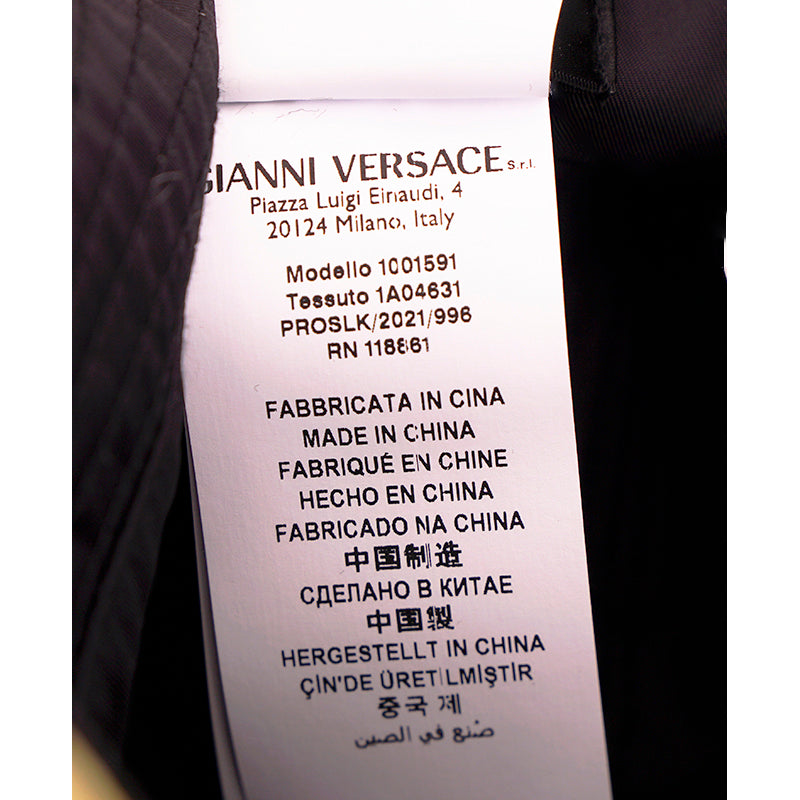 GIANNI VERSACE S.r.l.
Piazza Luigi Einaudi, 4
20124 Milano, Italy
Modello 1001591
Tessuto 1A04631
PROSLK/2021/996
RN 118861
FABBRICATA IN CINA
MADE IN CHINA
FABRIQUÉ EN CHINE
HECHO EN CHINA
FABRICADO NA CHINA
中国制造
СДЕЛАНО В КИТАЕ
中国製
HERGESTELLT IN CHINA
ÇİN'DE ÜRETİLMİŞTİR
중국 제
صُنع في الصين